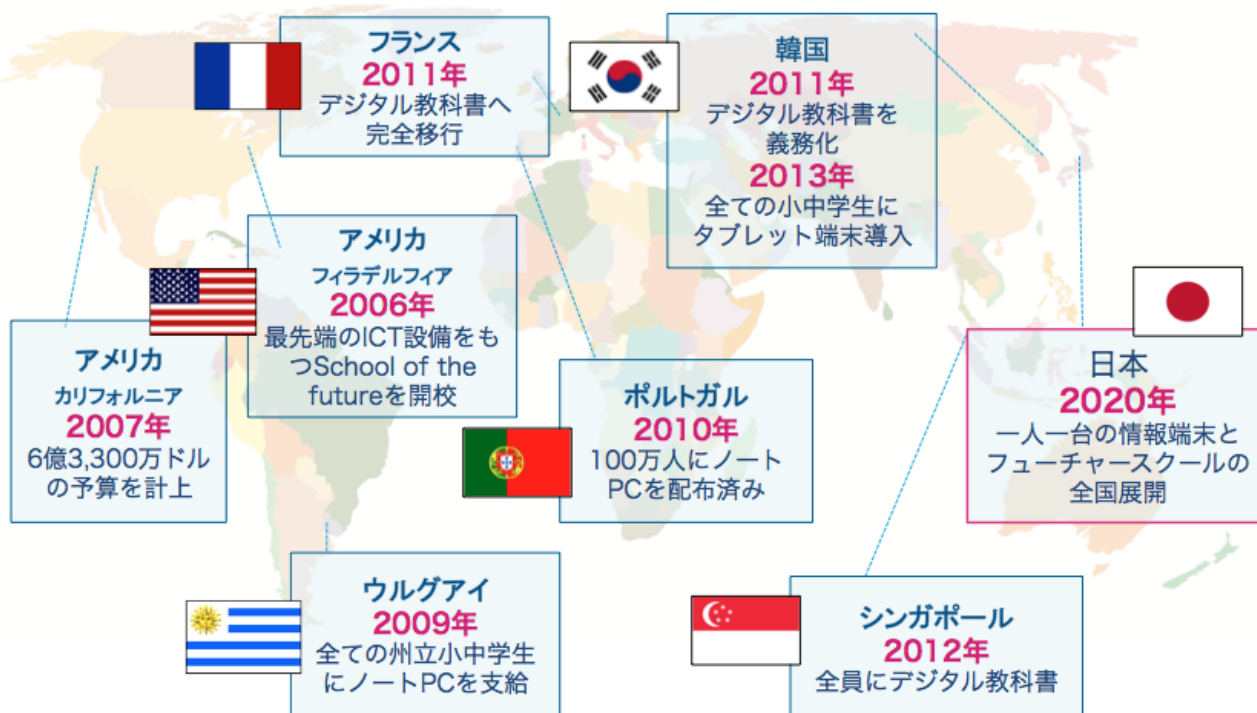 フランス
2011年
デジタル教科書へ
完全移行
韓国
2011年
デジタル教科書を
義務化
2013年
全ての小中学生に
タブレット端末導入
アメリカ
フィラデルフィア
2006年
最先端のICT設備をも
つSchool of the
futureを開校
アメリカ
カリフォルニア
2007年
6億3,300万ドル
の予算を計上
ポルトガル
2010年
100万人にノート
PCを配布済み
日本
2020年
一人一台の情報端末と
フューチャースクールの
全国展開
ウルグアイ
2009年
全ての州立小中学生
にノートPCを支給
シンガポール
2012年
全員にデジタル教科書